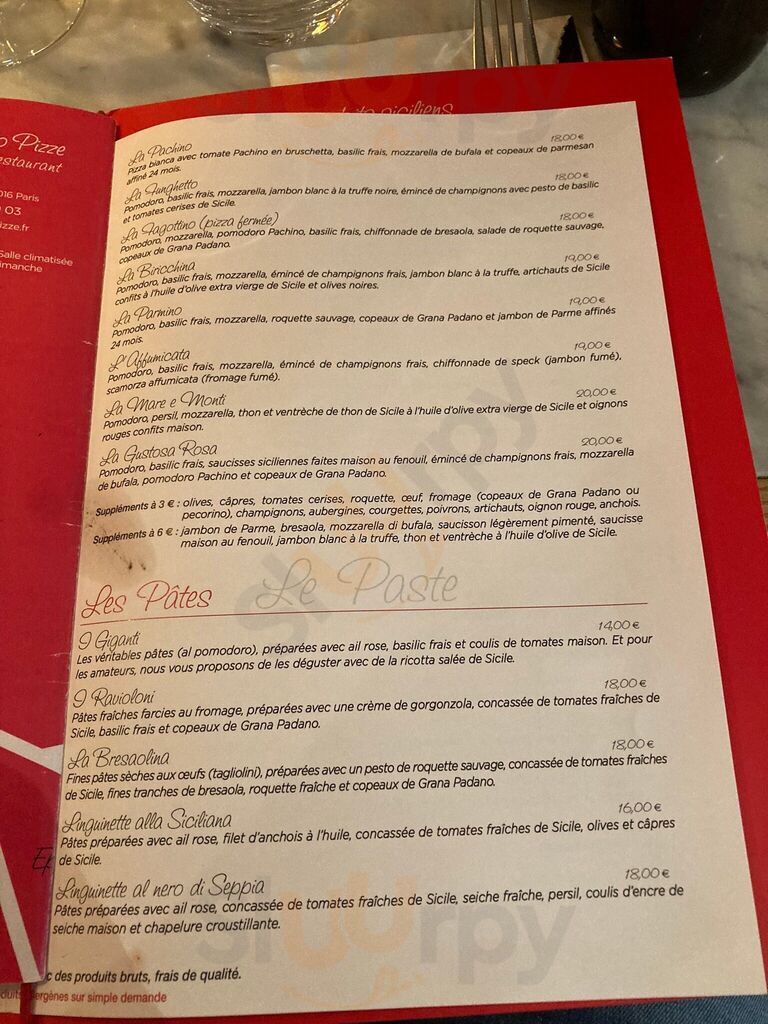 o Pizze
estaurant
016 Paris
03
izze.fr
Salle climatisée
imanche
siciliens
La Pachino 18,00 €
Pizza bianca avec tomate Pachino en bruschetta, basilic frais, mozzarella de bufala et copeaux de parmesan
affiné 24 mois.
La Funghetto 18,00 €
Pomodoro, basilic frais, mozzarella, jambon blanc à la truffe noire, émincé de champignons avec pesto de basilic
et tomates cerises de Sicile.
La Fagottino (pizza fermée) 18,00 €
Pomodoro, mozzarella, pomodoro Pachino, basilic frais, chiffonnade de bresaola, salade de roquette sauvage,
copeaux de Grana Padano.
La Biricchina 19,00 €
Pomodoro, basilic frais, mozzarella, émincé de champignons frais, jambon blanc à la truffe, artichauts de Sicile
confits à l'huile d'olive extra vierge de Sicile et olives noires.
La Parmino 19,00 €
Pomodoro, basilic frais, mozzarella, roquette sauvage, copeaux de Grana Padano et jambon de Parme affinés
24 mois.
L'Affumicata 19,00 €
Pomodoro, basilic frais, mozzarella, émincé de champignons frais, chiffonnade de speck (jambon fumé),
scamorza affumicata (fromage fumé).
La Mare e Monti 20,00 €
Pomodoro, persil, mozzarella, thon et ventrèche de thon de Sicile à l'huile d'olive extra vierge de Sicile et oignons
rouges confits maison.
La Gustosa Rosa 20,00 €
Pomodoro, basilic frais, saucisses siciliennes faites maison au fenouil, émincé de champignons frais, mozzarella
de bufala, pomodoro Pachino et copeaux de Grana Padano.
Suppléments à 3 € : olives, câpres, tomates cerises, roquette, œuf, fromage (copeaux de Grana Padano ou
pecorino), champignons, aubergines, courgettes, poivrons, artichauts, oignon rouge, anchois.
Suppléments à 6 € : jambon de Parme, bresaola, mozzarella di bufala, saucisson légèrement pimenté, saucisse
maison au fenouil, jambon blanc à la truffe, thon et ventrèche à l'huile d'olive de Sicile.
Les Pâtes Le Paste
I Giganti 14,00 €
Les véritables pâtes (al pomodoro), préparées avec ail rose, basilic frais et coulis de tomates maison. Et pour
les amateurs, nous vous proposons de les déguster avec de la ricotta salée de Sicile.
I Ravioloni 18,00 €
Pâtes fraîches farcies au fromage, préparées avec une crème de gorgonzola, concassée de tomates fraîches de
Sicile, basilic frais et copeaux de Grana Padano.
La Bresaolina 18,00 €
Fines pâtes sèches aux œufs (tagliolini), préparées avec un pesto de roquette sauvage, concassée de tomates fraîches
de Sicile, fines tranches de bresaola, roquette fraîche et copeaux de Grana Padano.
Linguinette alla Siciliana 16,00 €
Pâtes préparées avec ail rose, filet d'anchois à l'huile, concassée de tomates fraîches de Sicile, olives et câpres
de Sicile.
Ep
Linguinette al nero di Seppia 18,00 €
Pâtes préparées avec ail rose, concassée de tomates fraîches de Sicile, seiche fraîche, persil, coulis d'encre de
seiche maison et chapelure croustillante.
c des produits bruts, frais de qualité.
duits ergènes sur simple demande
sluurpy
sluurpy
sluurpy